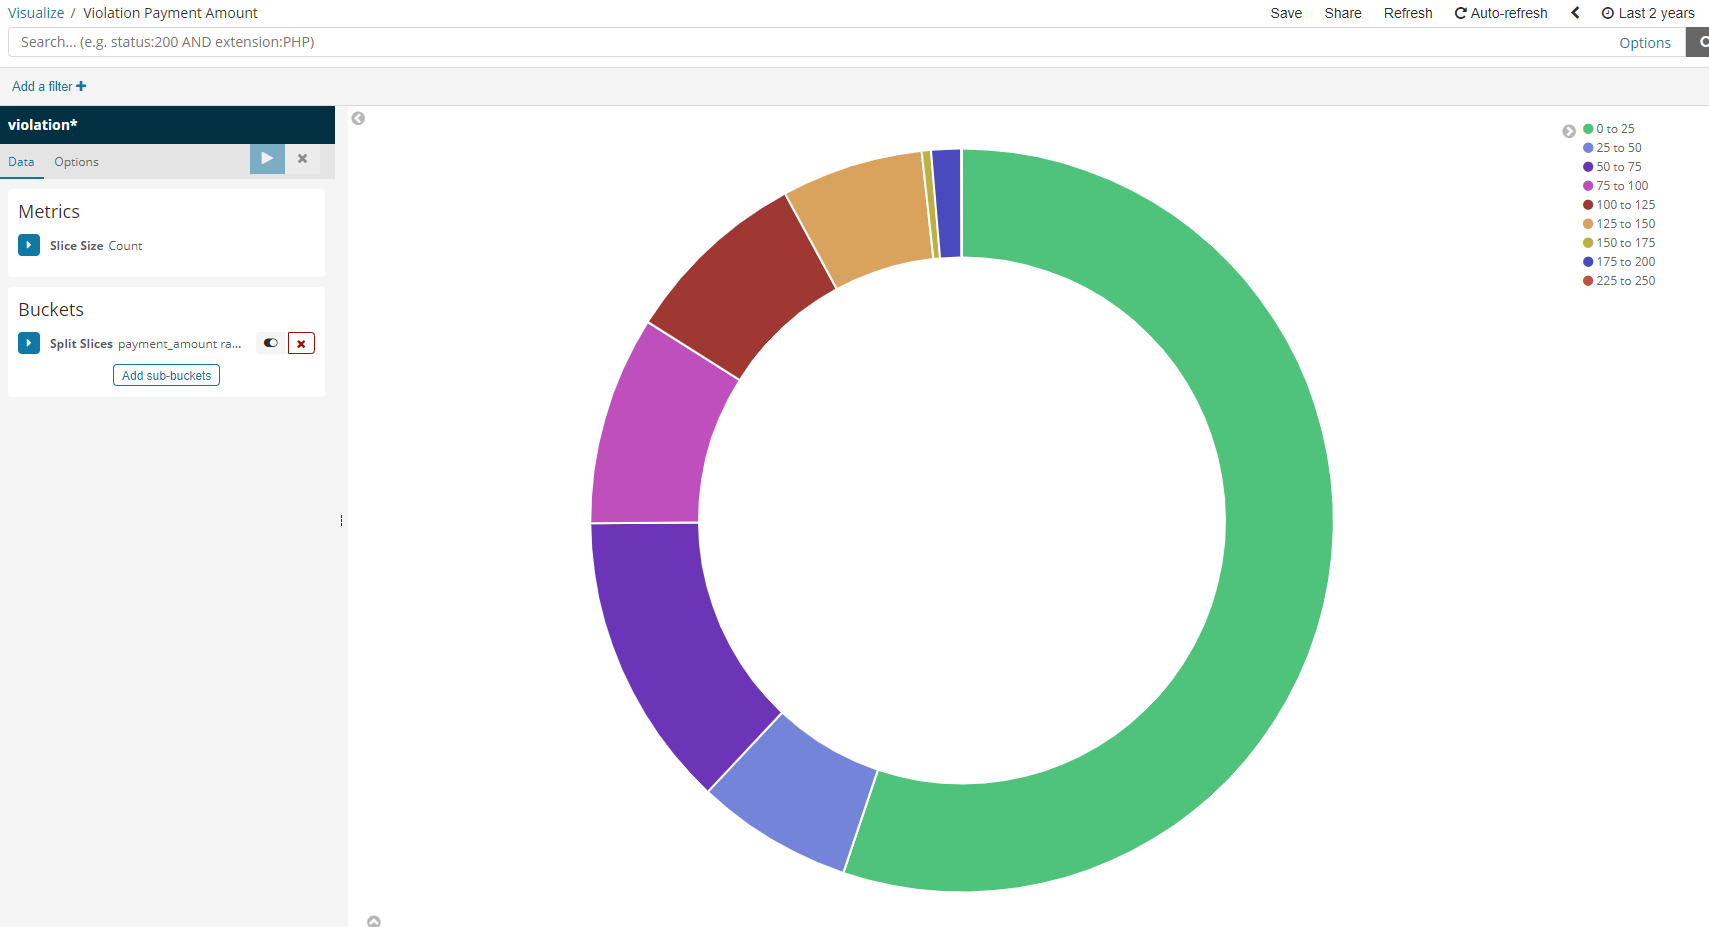 Visualize / Violation Payment Amount
Save Share Refresh Auto-refresh Last 2 years
Search... (e.g. status:200 AND extension:PHP)
Options
Add a filter
violation*
Data Options
Metrics
Slice Size Count
Buckets
Split Slices payment_amount ra...
Add sub-buckets
0 to 25
25 to 50
50 to 75
75 to 100
100 to 125
125 to 150
150 to 175
175 to 200
225 to 250